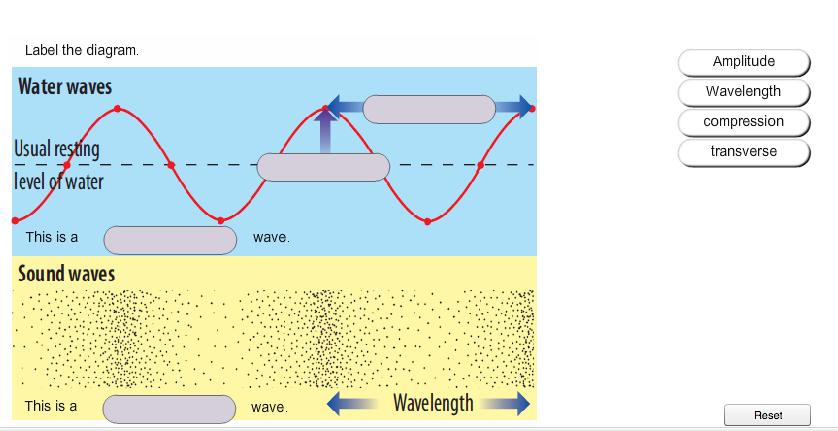 Label the diagram.
Water waves
Usual resting
level of water
This is a wave.
Sound waves
This is a wave.
Wavelength
Amplitude
Wavelength
compression
transverse
Reset